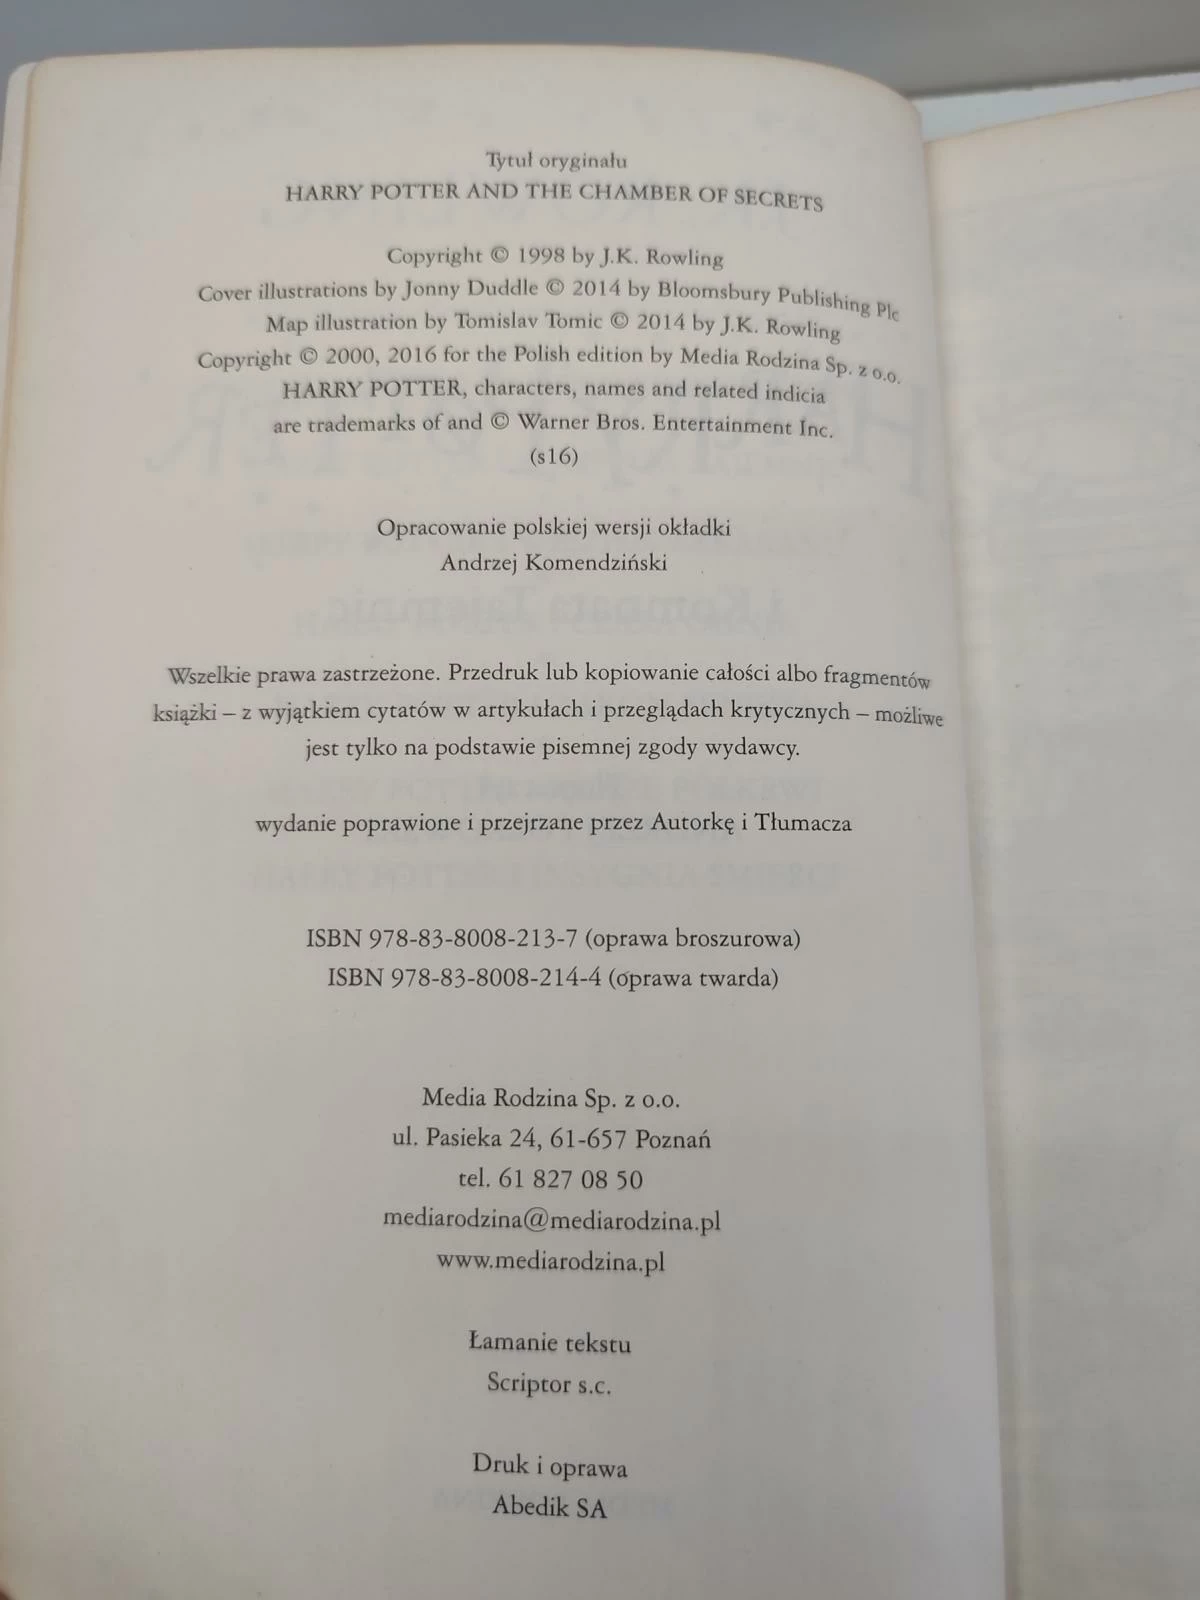 Tytuł oryginału
HARRY POTTER AND THE CHAMBER OF SECRETS
Copyright © 1998 by J.K. Rowling
Cover illustrations by Jonny Duddle © 2014 by Bloomsbury Publishing Plc
Map illustration by Tomislav Tomic © 2014 by J.K. Rowling
Copyright © 2000, 2016 for the Polish edition by Media Rodzina Sp. z o.o.
HARRY POTTER, characters, names and related indicia
are trademarks of and © Warner Bros. Entertainment Inc.
(s16)
Opracowanie polskiej wersji okładki
Andrzej Komendziński
Wszelkie prawa zastrzeżone. Przedruk lub kopiowanie całości albo fragmentów
książki – z wyjątkiem cytatów w artykułach i przeglądach krytycznych – możliwe
jest tylko na podstawie pisemnej zgody wydawcy.
wydanie poprawione i przejrzane przez Autorkę i Tłumacza
ISBN 978-83-8008-213-7 (oprawa broszurowa)
ISBN 978-83-8008-214-4 (oprawa twarda)
Media Rodzina Sp. z o.o.
ul. Pasieka 24, 61-657 Poznań
tel. 61 827 08 50
mediarodzina@mediarodzina.pl
www.mediarodzina.pl
Łamanie tekstu
Scriptor s.c.
Druk i oprawa
Abedik SA